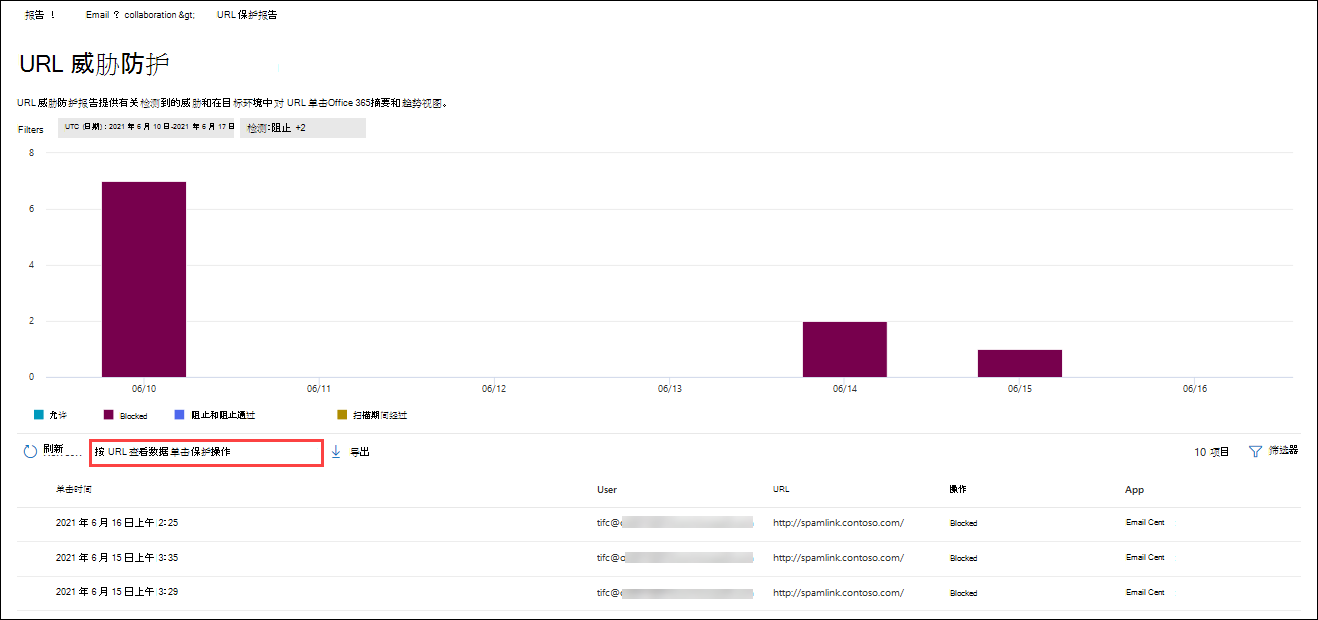 报告 ! Email ? collaboration &gt; URL 保护报告
URL 威胁防护
URL 威胁防护报告提供有关检测到的威胁和在目标环境中对 URL 单击Office 365摘要和趋势视图。
Filters UTC (日期) : 2021 年 6 月 10 日-2021 年 6 月 17 日 检测:阻止 +2
8
6
4
2
0
06/10 06/11 06/12 06/13 06/14 06/15 06/16
允许 Blocked 阻止和阻止通过 扫描期间经过
刷新 按 URL 查看数据 单击保护操作 导出 10 项目 筛选器
单击时间 User URL 操作 App
2021 年 6 月 16 日上午 2:25 tifc@ http://spamlink.contoso.com/ Blocked Email Cent
2021 年 6 月 15 日上午 3:35 tifc@ http://spamlink.contoso.com/ Blocked Email Cent
2021 年 6 月 15 日上午 3:29 tifc@ http://spamlink.contoso.com/ Blocked Email Cent